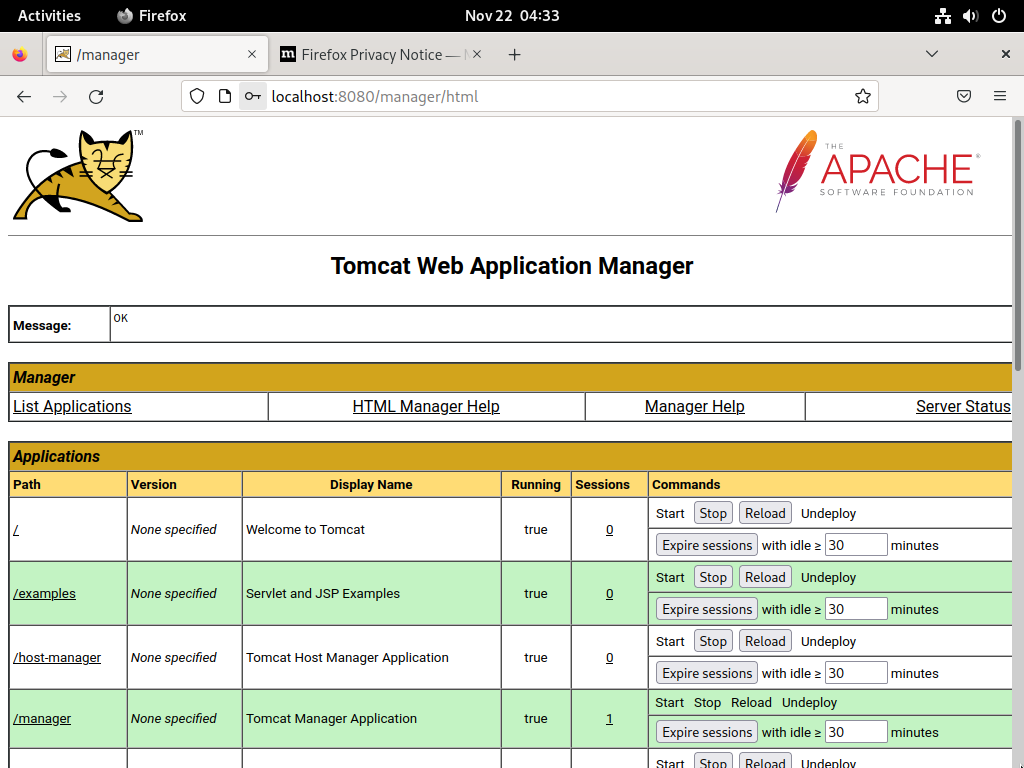 Activities Firefox Nov 22 04:33
/manager Firefox Privacy Notice —
localhost:8080/manager/html
TM
THE
APACHE®
SOFTWARE FOUNDATION
Tomcat Web Application Manager
Message: OK
Manager
List Applications HTML Manager Help Manager Help Server Status
Applications
Path Version Display Name Running Sessions Commands
/ None specified Welcome to Tomcat true 0 Start Stop Reload Undeploy
Expire sessions with idle ≥ 30 minutes
/examples None specified Servlet and JSP Examples true 0 Start Stop Reload Undeploy
Expire sessions with idle ≥ 30 minutes
/host-manager None specified Tomcat Host Manager Application true 0 Start Stop Reload Undeploy
Expire sessions with idle ≥ 30 minutes
/manager None specified Tomcat Manager Application true 1 Start Stop Reload Undeploy
Expire sessions with idle ≥ 30 minutes
Start Stop Reload Undeploy